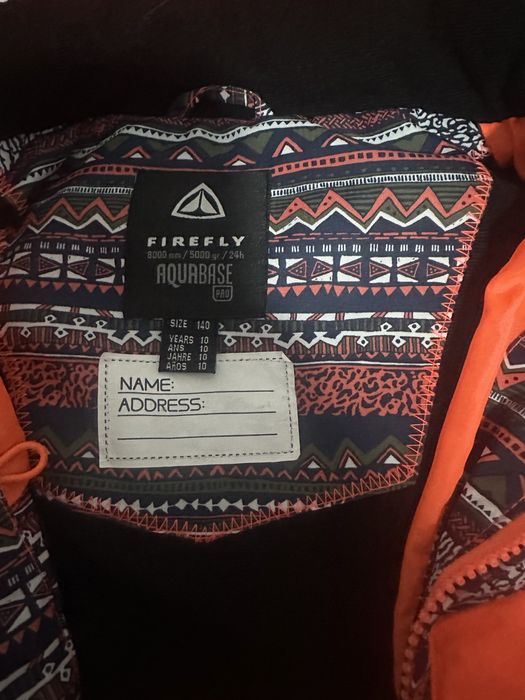 FIREFLY
8000 mm / 5000 gr / 24h
AQUABASE
PRO
SIZE 140
YEARS 10
ANS 10
JAHRE 10
AÑOS 10
NAME:
ADDRESS: